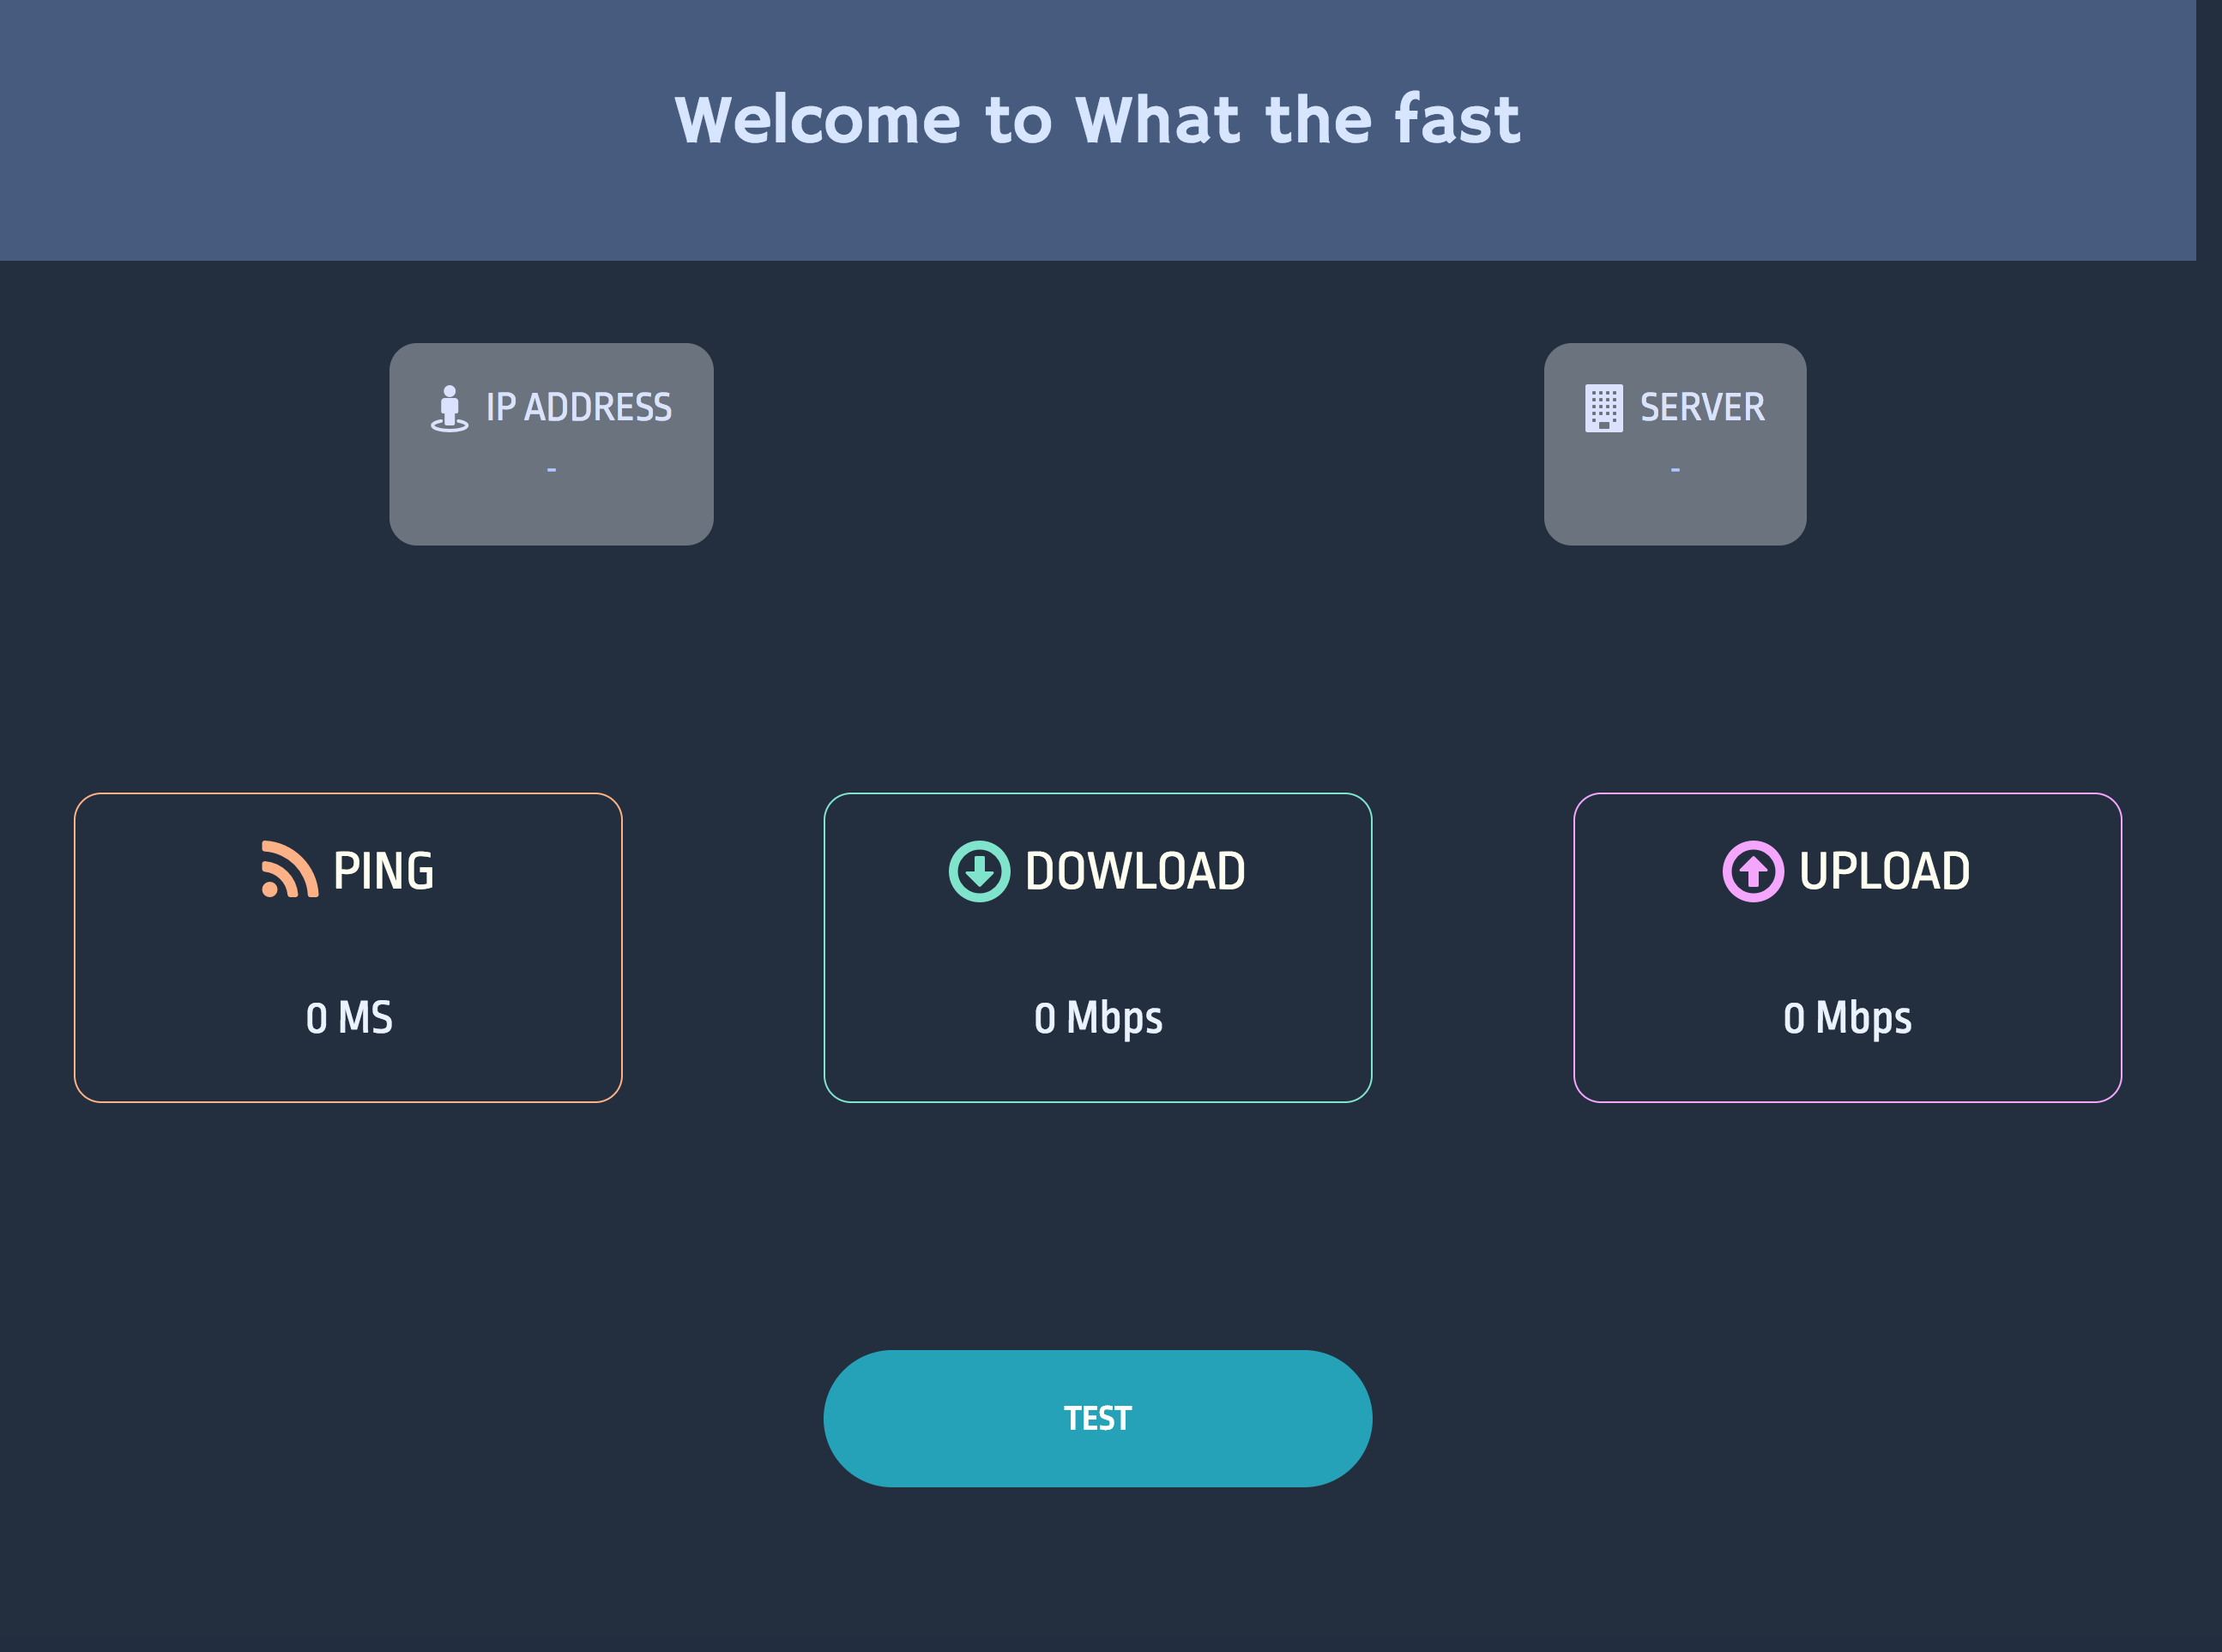 Welcome to What the fast
IP ADDRESS
-
SERVER
-
PING
0 MS
DOWLOAD
0 Mbps
UPLOAD
0 Mbps
TEST